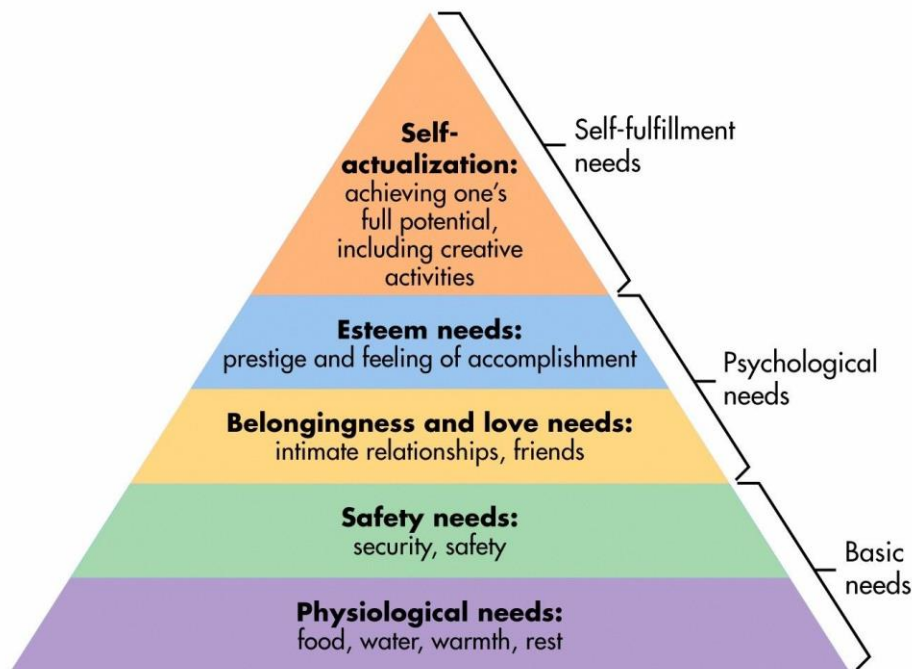 Self-
actualization:
achieving one's
full potential,
including creative
activities
Self-fulfillment
needs
Esteem needs:
prestige and feeling of accomplishment
Belongingness and love needs:
intimate relationships, friends
Psychological
needs
Safety needs:
security, safety
Physiological needs:
food, water, warmth, rest
Basic
needs